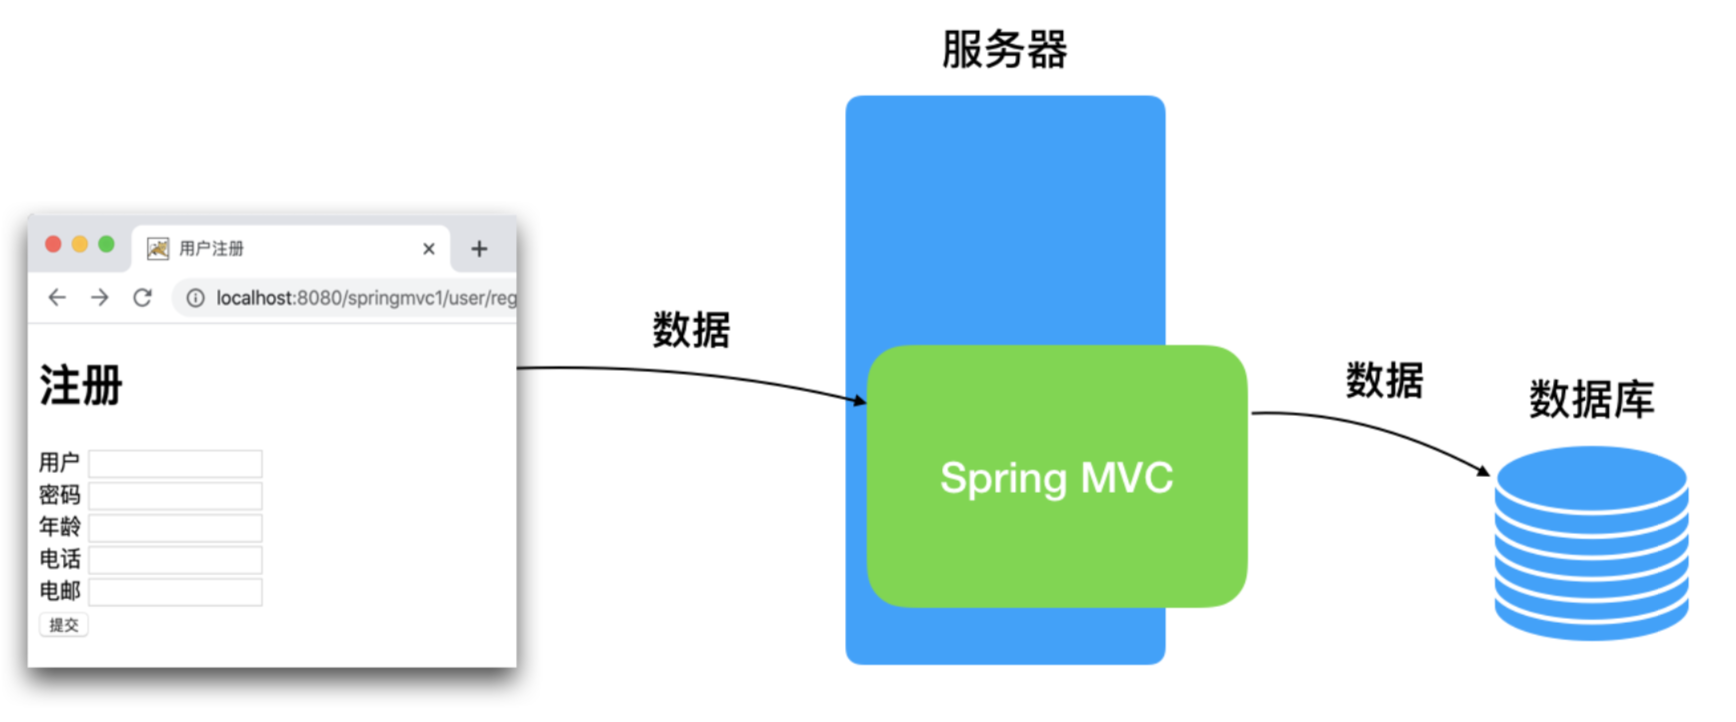 服务器
用户注册
localhost:8080/springmvc1/user/reg
注册
用户
密码
年龄
电话
电邮
提交
数据
Spring MVC
数据
数据库